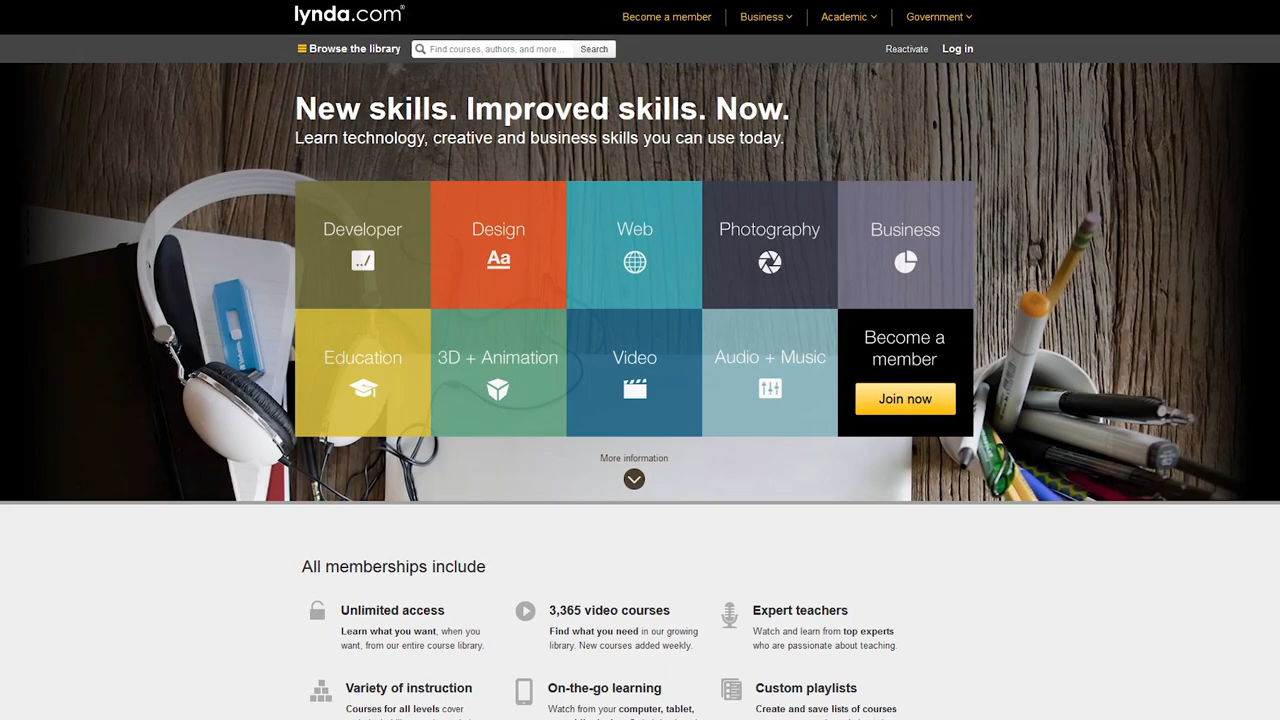 lynda.com®
Become a member
Business
Academic
Government
Browse the library
Find courses, authors, and more...
Search
Reactivate
Log in
New skills. Improved skills. Now.
Learn technology, creative and business skills you can use today.
Developer
Design
Web
Photography
Business
../
Aa
Education
3D + Animation
Video
Audio + Music
Become a
member
Join now
More information
All memberships include
Unlimited access
Learn what you want, when you
want, from our entire course library.
3,365 video courses
Find what you need in our growing
library. New courses added weekly.
Expert teachers
Watch and learn from top experts
who are passionate about teaching.
Variety of instruction
Courses for all levels cover
On-the-go learning
Watch from your computer, tablet,
Custom playlists
Create and save lists of courses